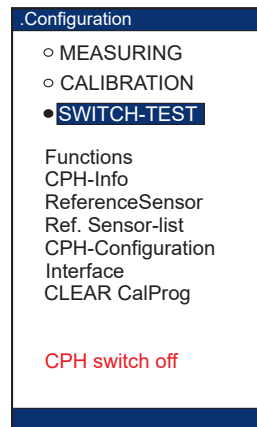 .Configuration
MEASURING
CALIBRATION
SWITCH-TEST
Functions
CPH-Info
ReferenceSensor
Ref. Sensor-list
CPH-Configuration
Interface
CLEAR CalProg
CPH switch off